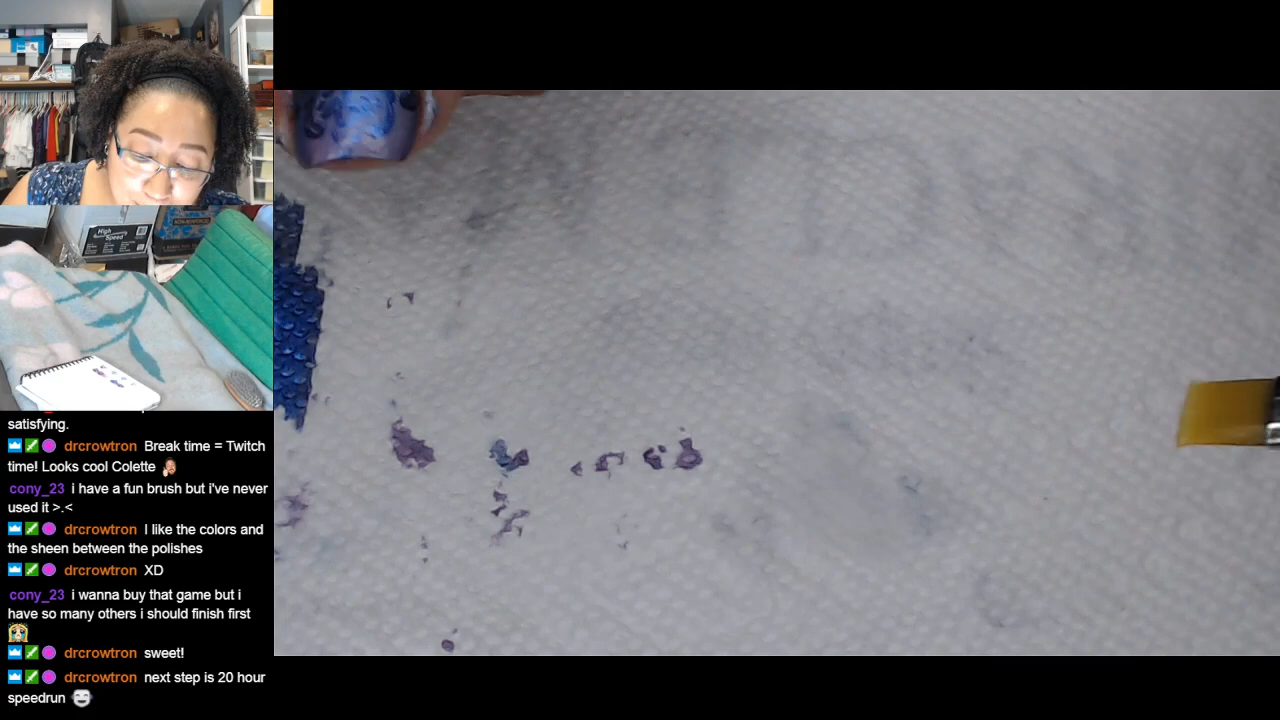 High
Speed
satisfying.
drcrowtron Break time = Twitch
time! Looks cool Colette
cony_23 i have a fun brush but i've never
used it >.<
drcrowtron I like the colors and
the sheen between the polishes
drcrowtron XD
cony_23 i wanna buy that game but i
have so many others i should finish first
drcrowtron sweet!
drcrowtron next step is 20 hour
speedrun